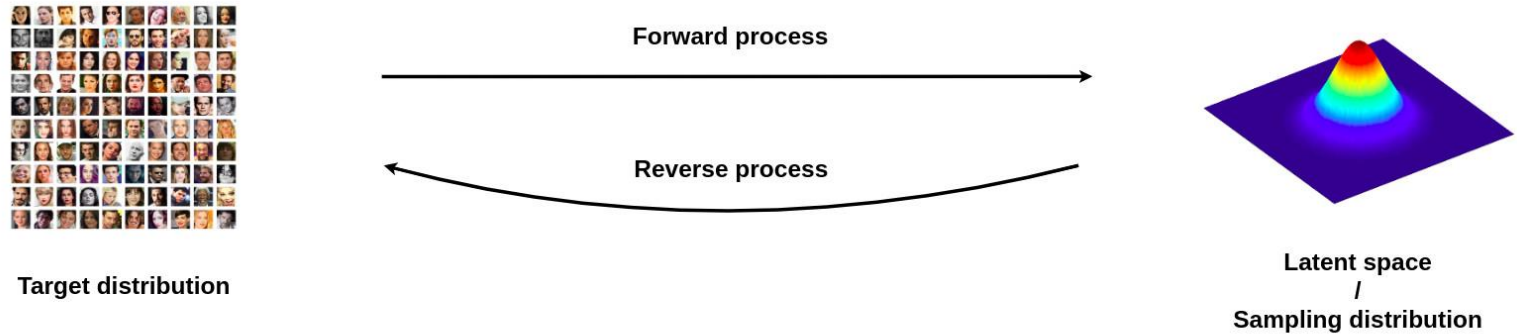 Forward process
Reverse process
Target distribution
Latent space
/
Sampling distribution